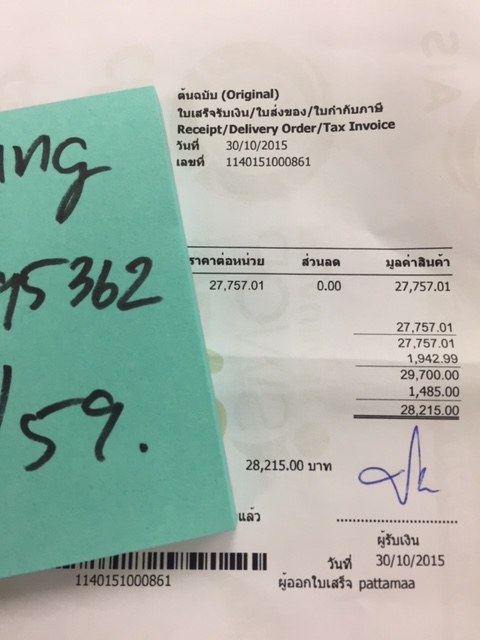 ต้นฉบับ (Original)
ใบเสร็จรับเงิน/ใบส่งของ/ใบกำกับภาษี
Receipt/Delivery Order/Tax Invoice
วันที่ 30/10/2015
เลขที่ 1140151000861
ing
95362
/59.
ราคาต่อหน่วย ส่วนลด มูลค่าสินค้า
27,757.01 0.00 27,757.01
27,757.01
27,757.01
1,942.99
29,700.00
1,485.00
28,215.00
28,215.00 บาท
แล้ว
ผู้รับเงิน
วันที่ 30/10/2015
1140151000861
ผู้ออกใบเสร็จ pattamaa